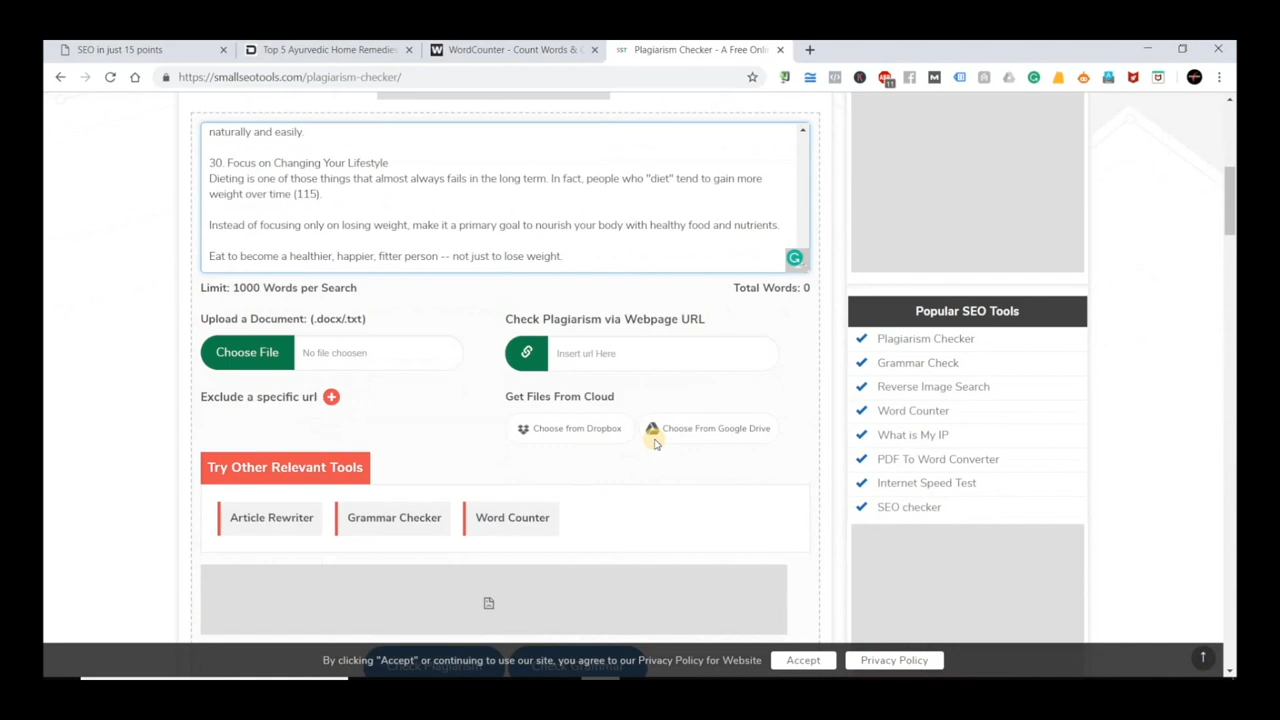 SEO in just 15 points
Top 5 Ayurvedic Home Remedies
WordCounter - Count Words & C
Plagiarism Checker - A Free Onli
https://smallseotools.com/plagiarism-checker/
11
naturally and easily.
30. Focus on Changing Your Lifestyle
Dieting is one of those things that almost always fails in the long term. In fact, people who "diet" tend to gain more
weight over time (115).
Instead of focusing only on losing weight, make it a primary goal to nourish your body with healthy food and nutrients.
Eat to become a healthier, happier, fitter person -- not just to lose weight.
Limit: 1000 Words per Search
Total Words: 0
Upload a Document: (.docx/.txt)
Check Plagiarism via Webpage URL
Choose File
No file choosen
Insert url Here
Exclude a specific url
Get Files From Cloud
Choose from Dropbox
Choose From Google Drive
Try Other Relevant Tools
Article Rewriter
Grammar Checker
Word Counter
Popular SEO Tools
Plagiarism Checker
Grammar Check
Reverse Image Search
Word Counter
What is My IP
PDF To Word Converter
Internet Speed Test
SEO checker
By clicking "Accept" or continuing to use our site, you agree to our Privacy Policy for Website
Accept
Privacy Policy